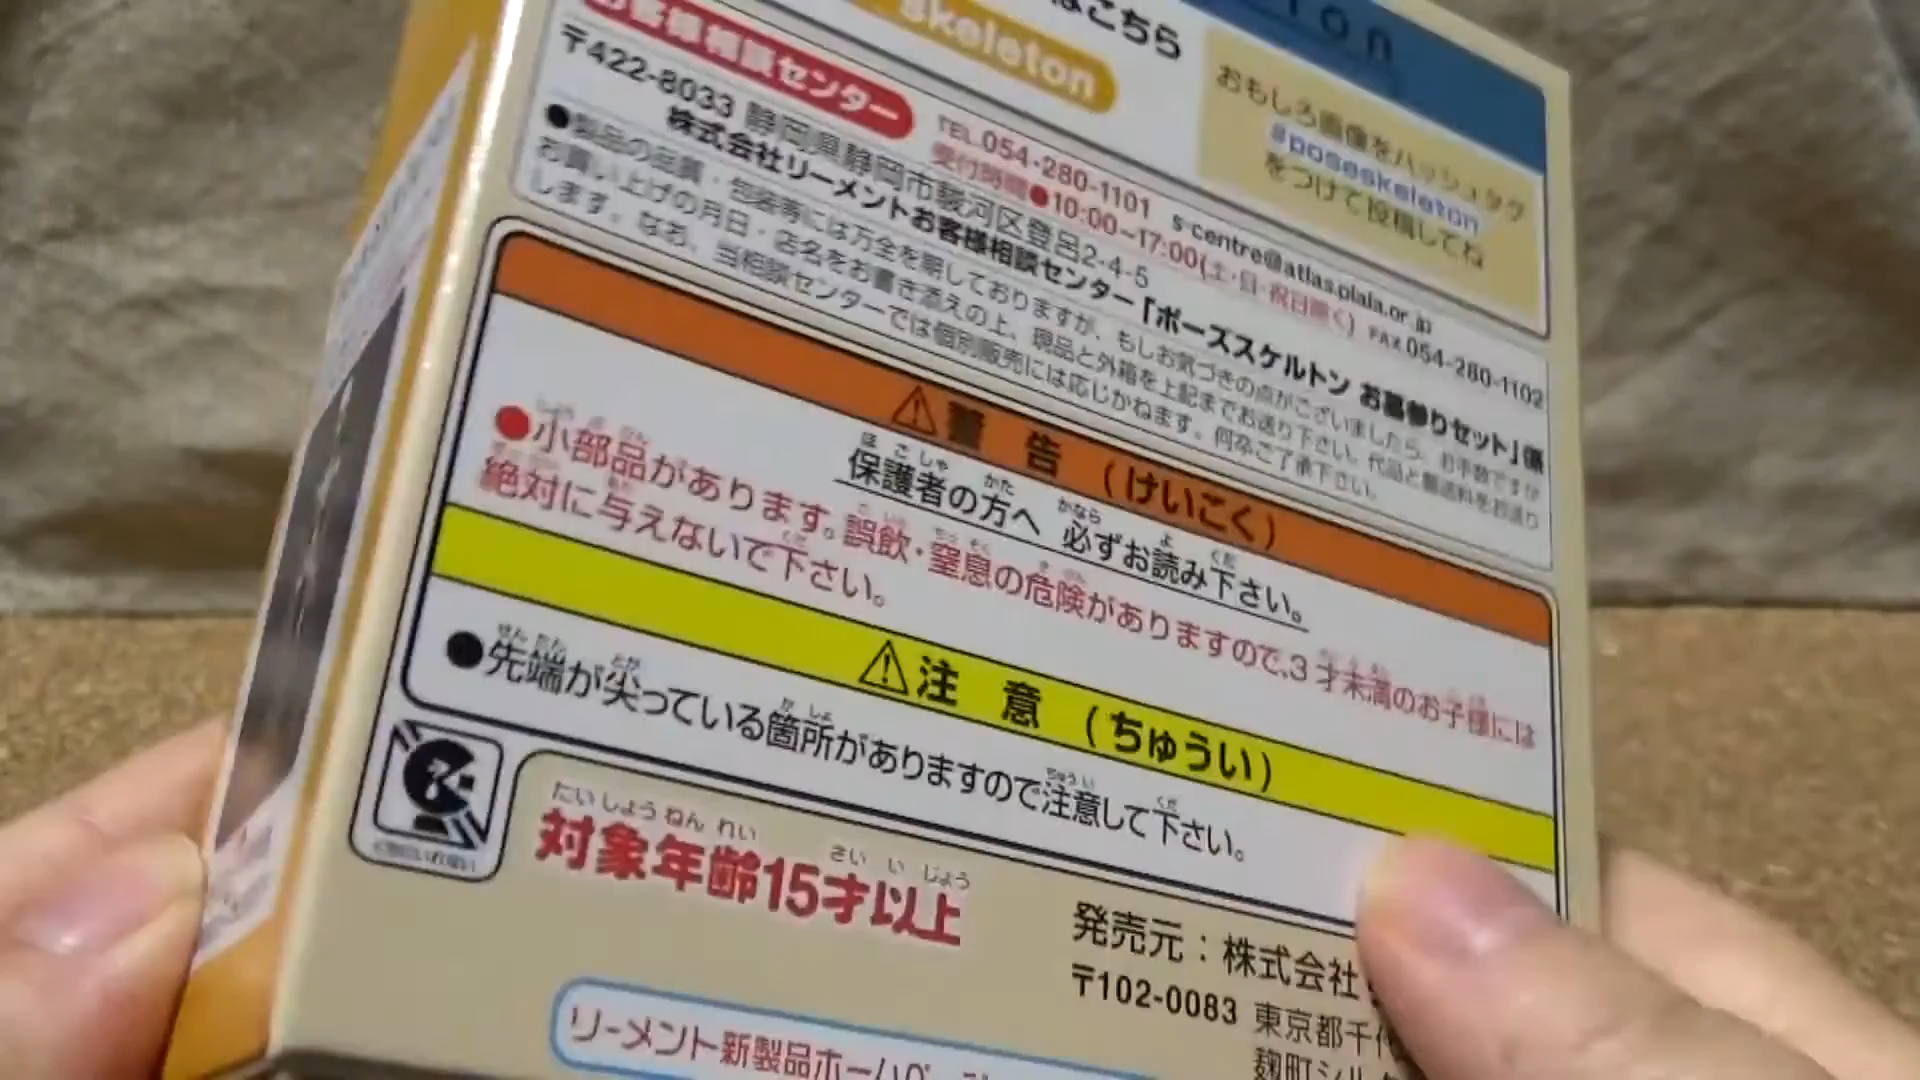 はこちら
skeleton
おもしろ画像をハッシュタグ
#poseskeleton
をつけて投稿してね
お客様相談センター
TEL.054-280-1101 s-centre@atlas.plala.or.jp
受付時間●10:00~17:00(土・日・祝日除く) FAX 054-280-1102
〒422-8033 静岡県静岡市駿河区登呂2-4-5
株式会社リーメントお客様相談センター「ポーズスケルトン お墓参りセット」係
●製品の品質・包装等には万全を期しておりますが、もしお気づきの点がございましたら、お手数ですが
お買い上げの月日・店名をお書き添えの上、現品と外箱を上記までお送り下さい。代品と郵送料をお送り
します。なお、当相談センターでは個別販売には応じかねます。何卒ご了承下さい。
⚠警告(けいこく)
保護者の方へ 必ずお読み下さい。
●小部品があります。誤飲・窒息の危険がありますので、3才未満のお子様には
絶対に与えないで下さい。
⚠注意(ちゅうい)
●先端が尖っている箇所がありますので注意して下さい。
対象年齢15才以上
発売元:株式会社
〒102-0083 東京都千代
麹町シル
リーメント新製品ホームページ